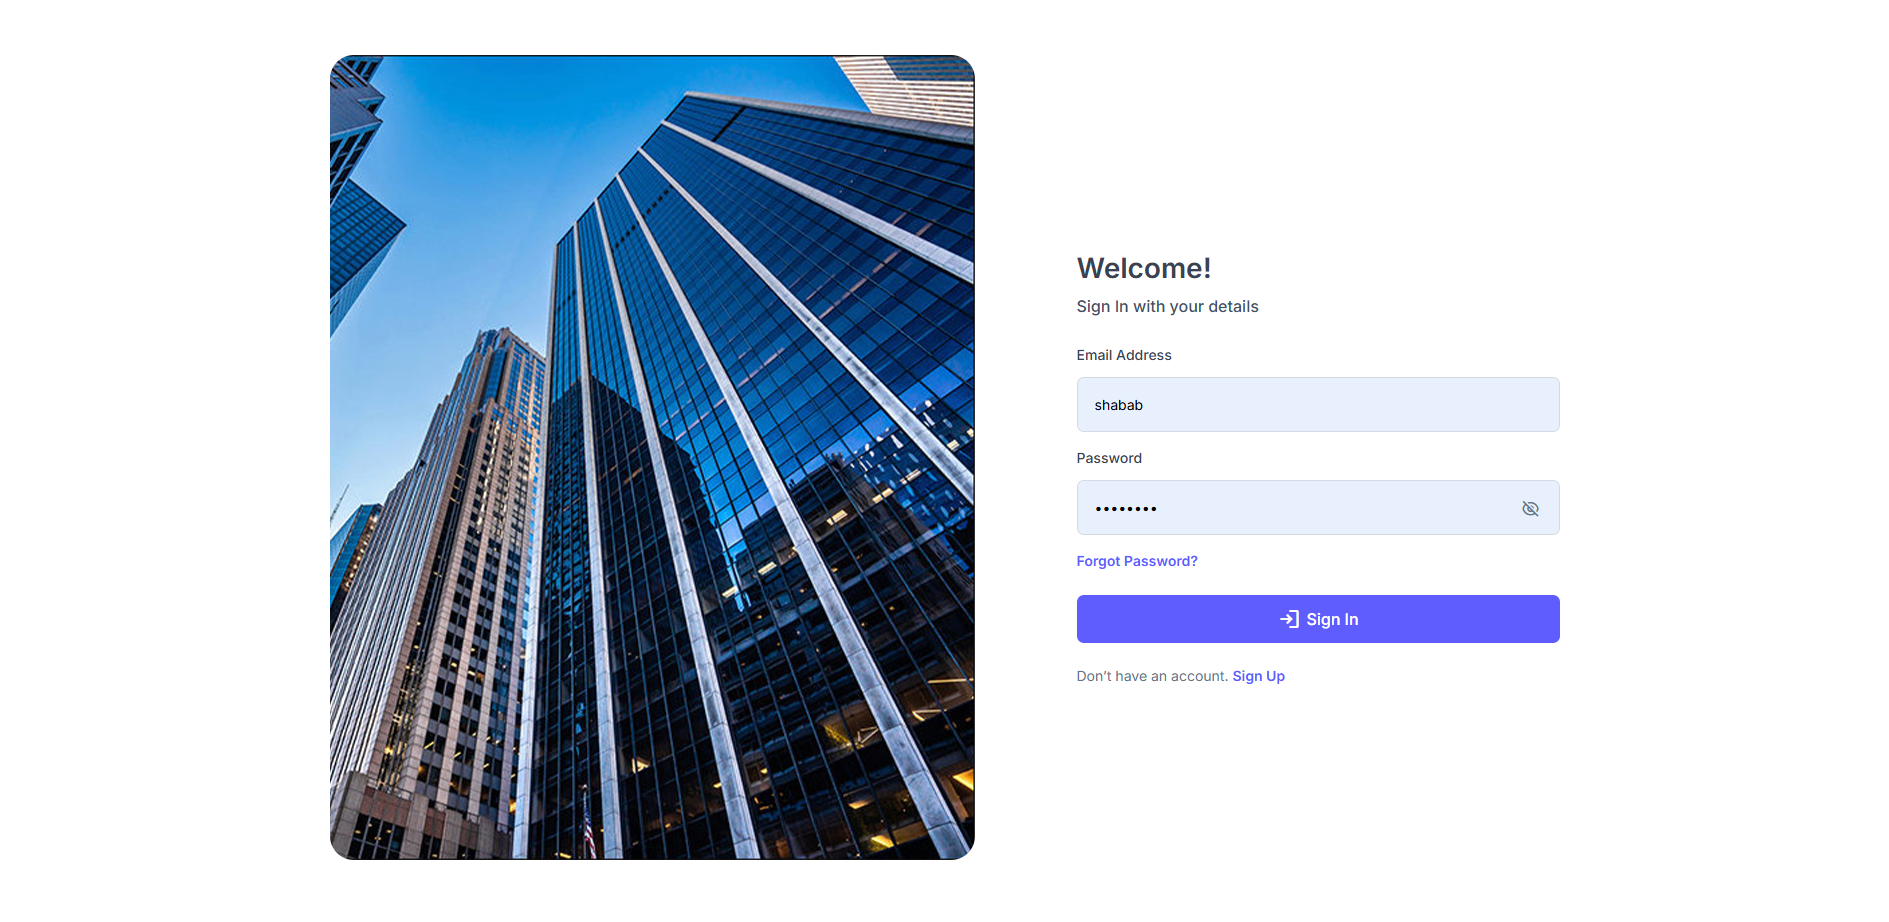 Welcome!
Sign In with your details
Email Address
shabab
Password
••••••••
Forgot Password?
Sign In
Don’t have an account. Sign Up